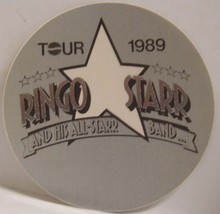 TOUR 1989
RINGO STARR
AND HIS ALL-STARR BAND...